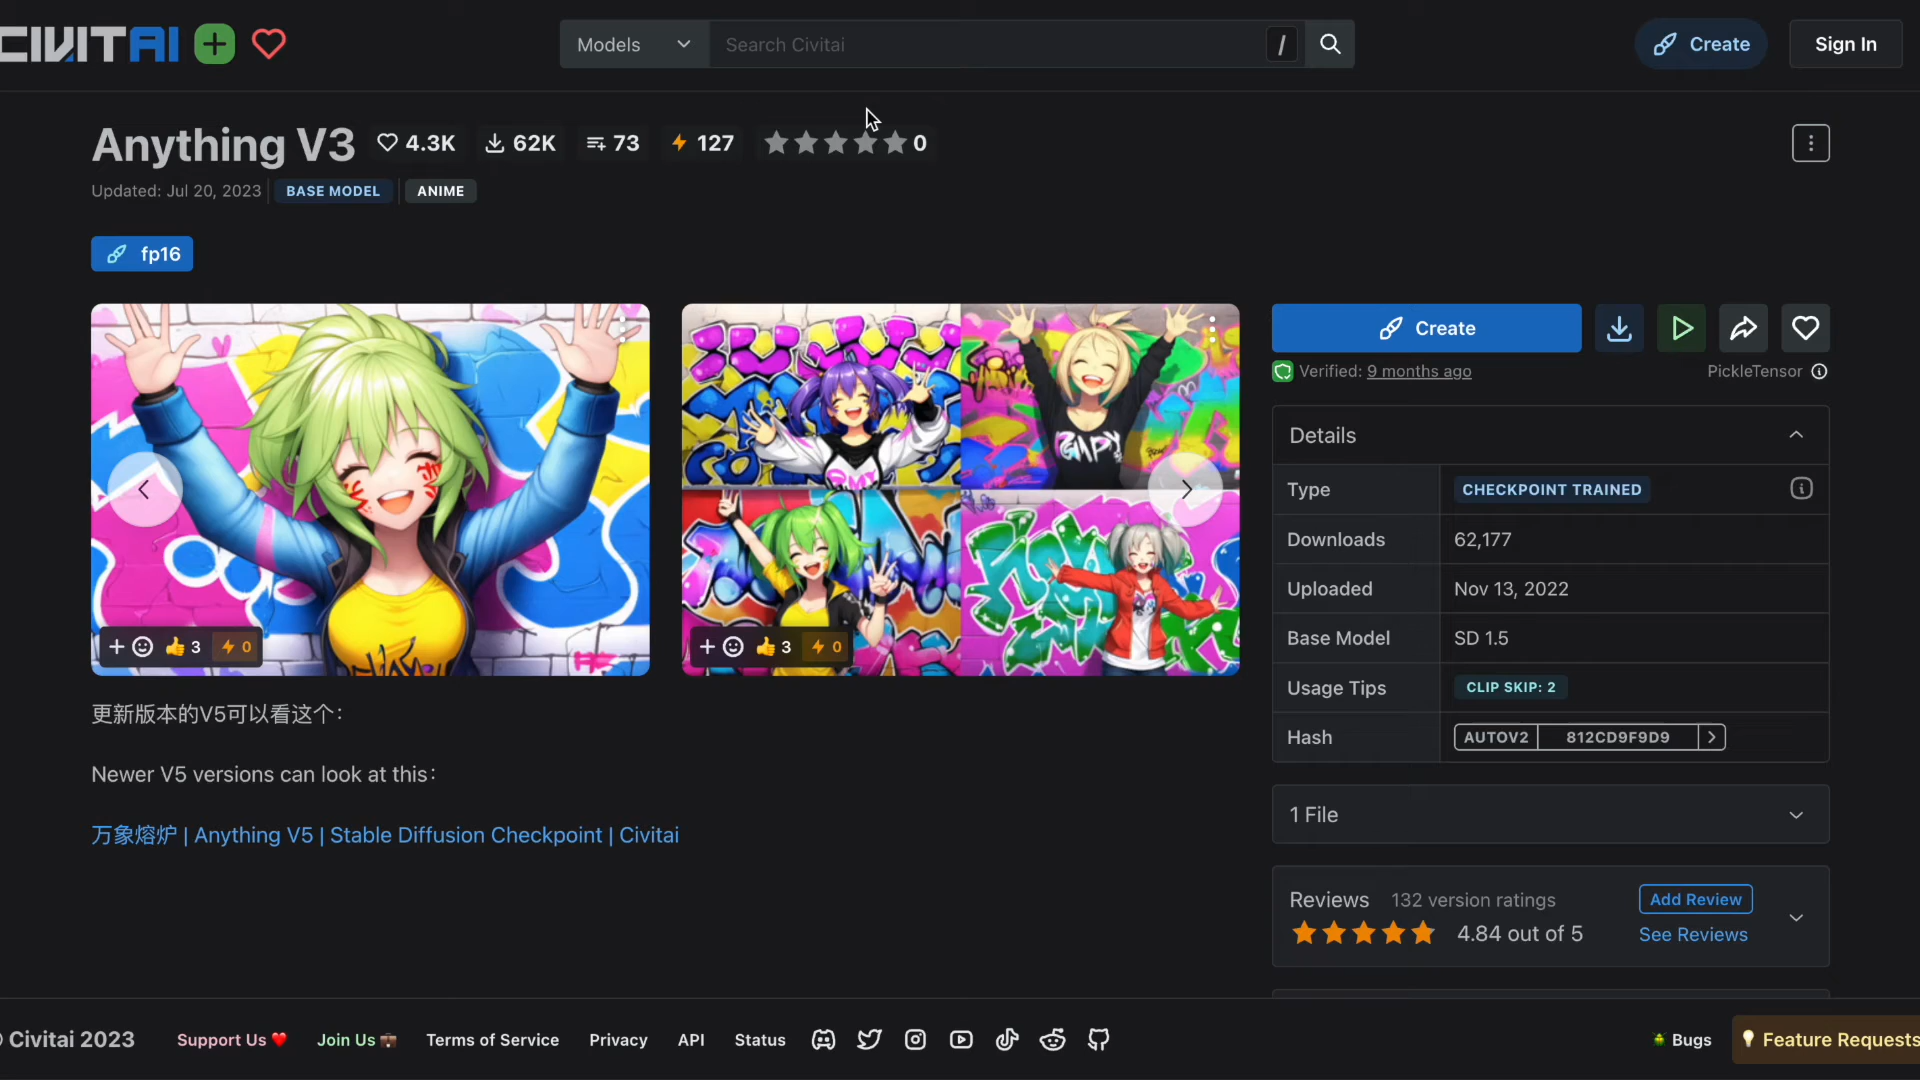 CIVITAI
Models
Search Civitai
/
Create
Sign In
Anything V3
4.3K
62K
73
127
0
Updated: Jul 20, 2023
BASE MODEL
ANIME
fp16
3
0
3
0
Create
Verified: 9 months ago
PickleTensor
Details
Type
CHECKPOINT TRAINED
Downloads
62,177
Uploaded
Nov 13, 2022
Base Model
SD 1.5
Usage Tips
CLIP SKIP: 2
Hash
AUTOV2
812CD9F9D9
更新版本的V5可以看这个：
Newer V5 versions can look at this：
万象熔炉 | Anything V5 | Stable Diffusion Checkpoint | Civitai
1 File
Reviews
132 version ratings
Add Review
4.84 out of 5
See Reviews
Civitai 2023
Support Us ❤️
Join Us 💼
Terms of Service
Privacy
API
Status
Bugs
Feature Requests